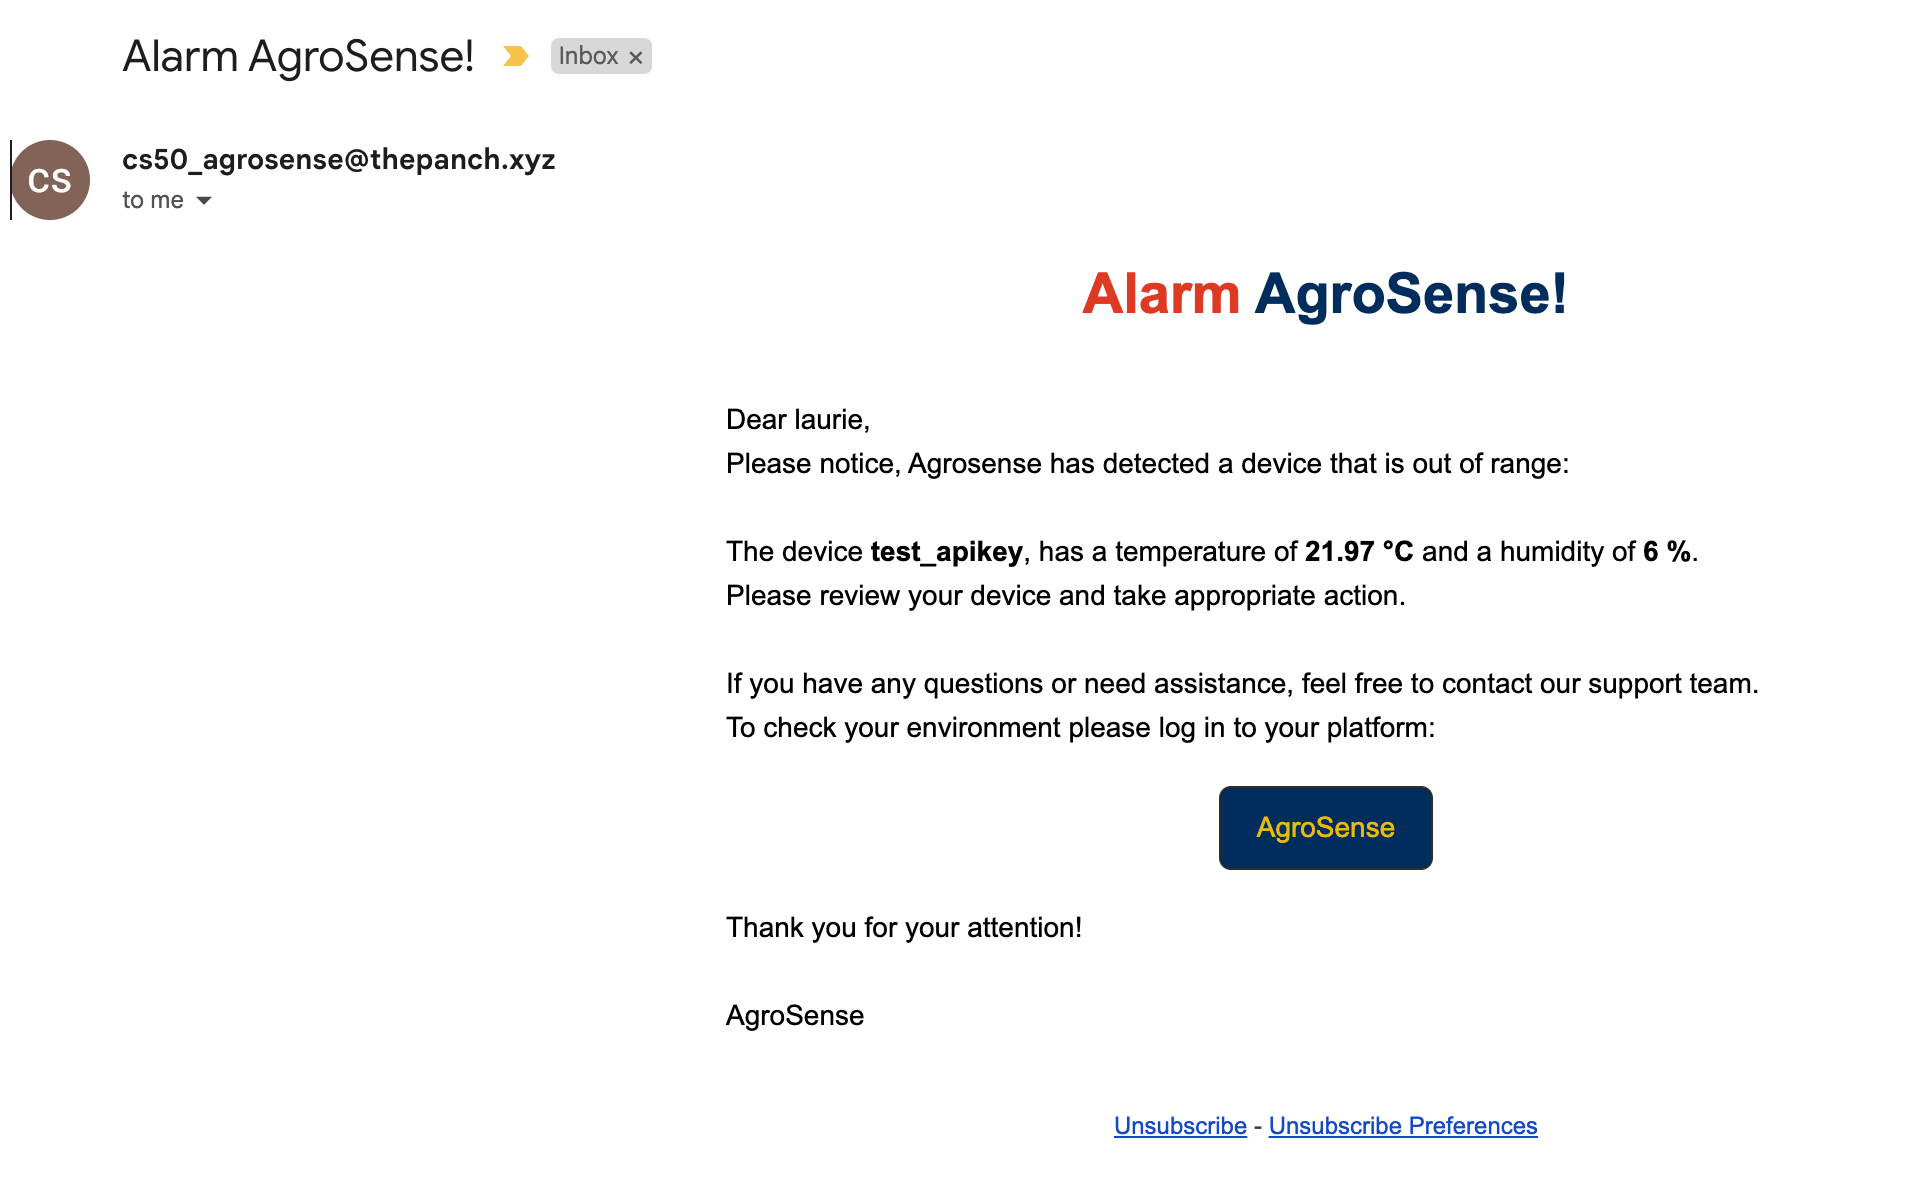 Alarm AgroSense!
Inbox ×
CS
cs50_agrosense@thepanch.xyz
to me
Alarm AgroSense!
Dear laurie,
Please notice, Agrosense has detected a device that is out of range:
The device test_apikey, has a temperature of 21.97 °C and a humidity of 6 %.
Please review your device and take appropriate action.
If you have any questions or need assistance, feel free to contact our support team.
To check your environment please log in to your platform:
AgroSense
Thank you for your attention!
AgroSense
Unsubscribe - Unsubscribe Preferences